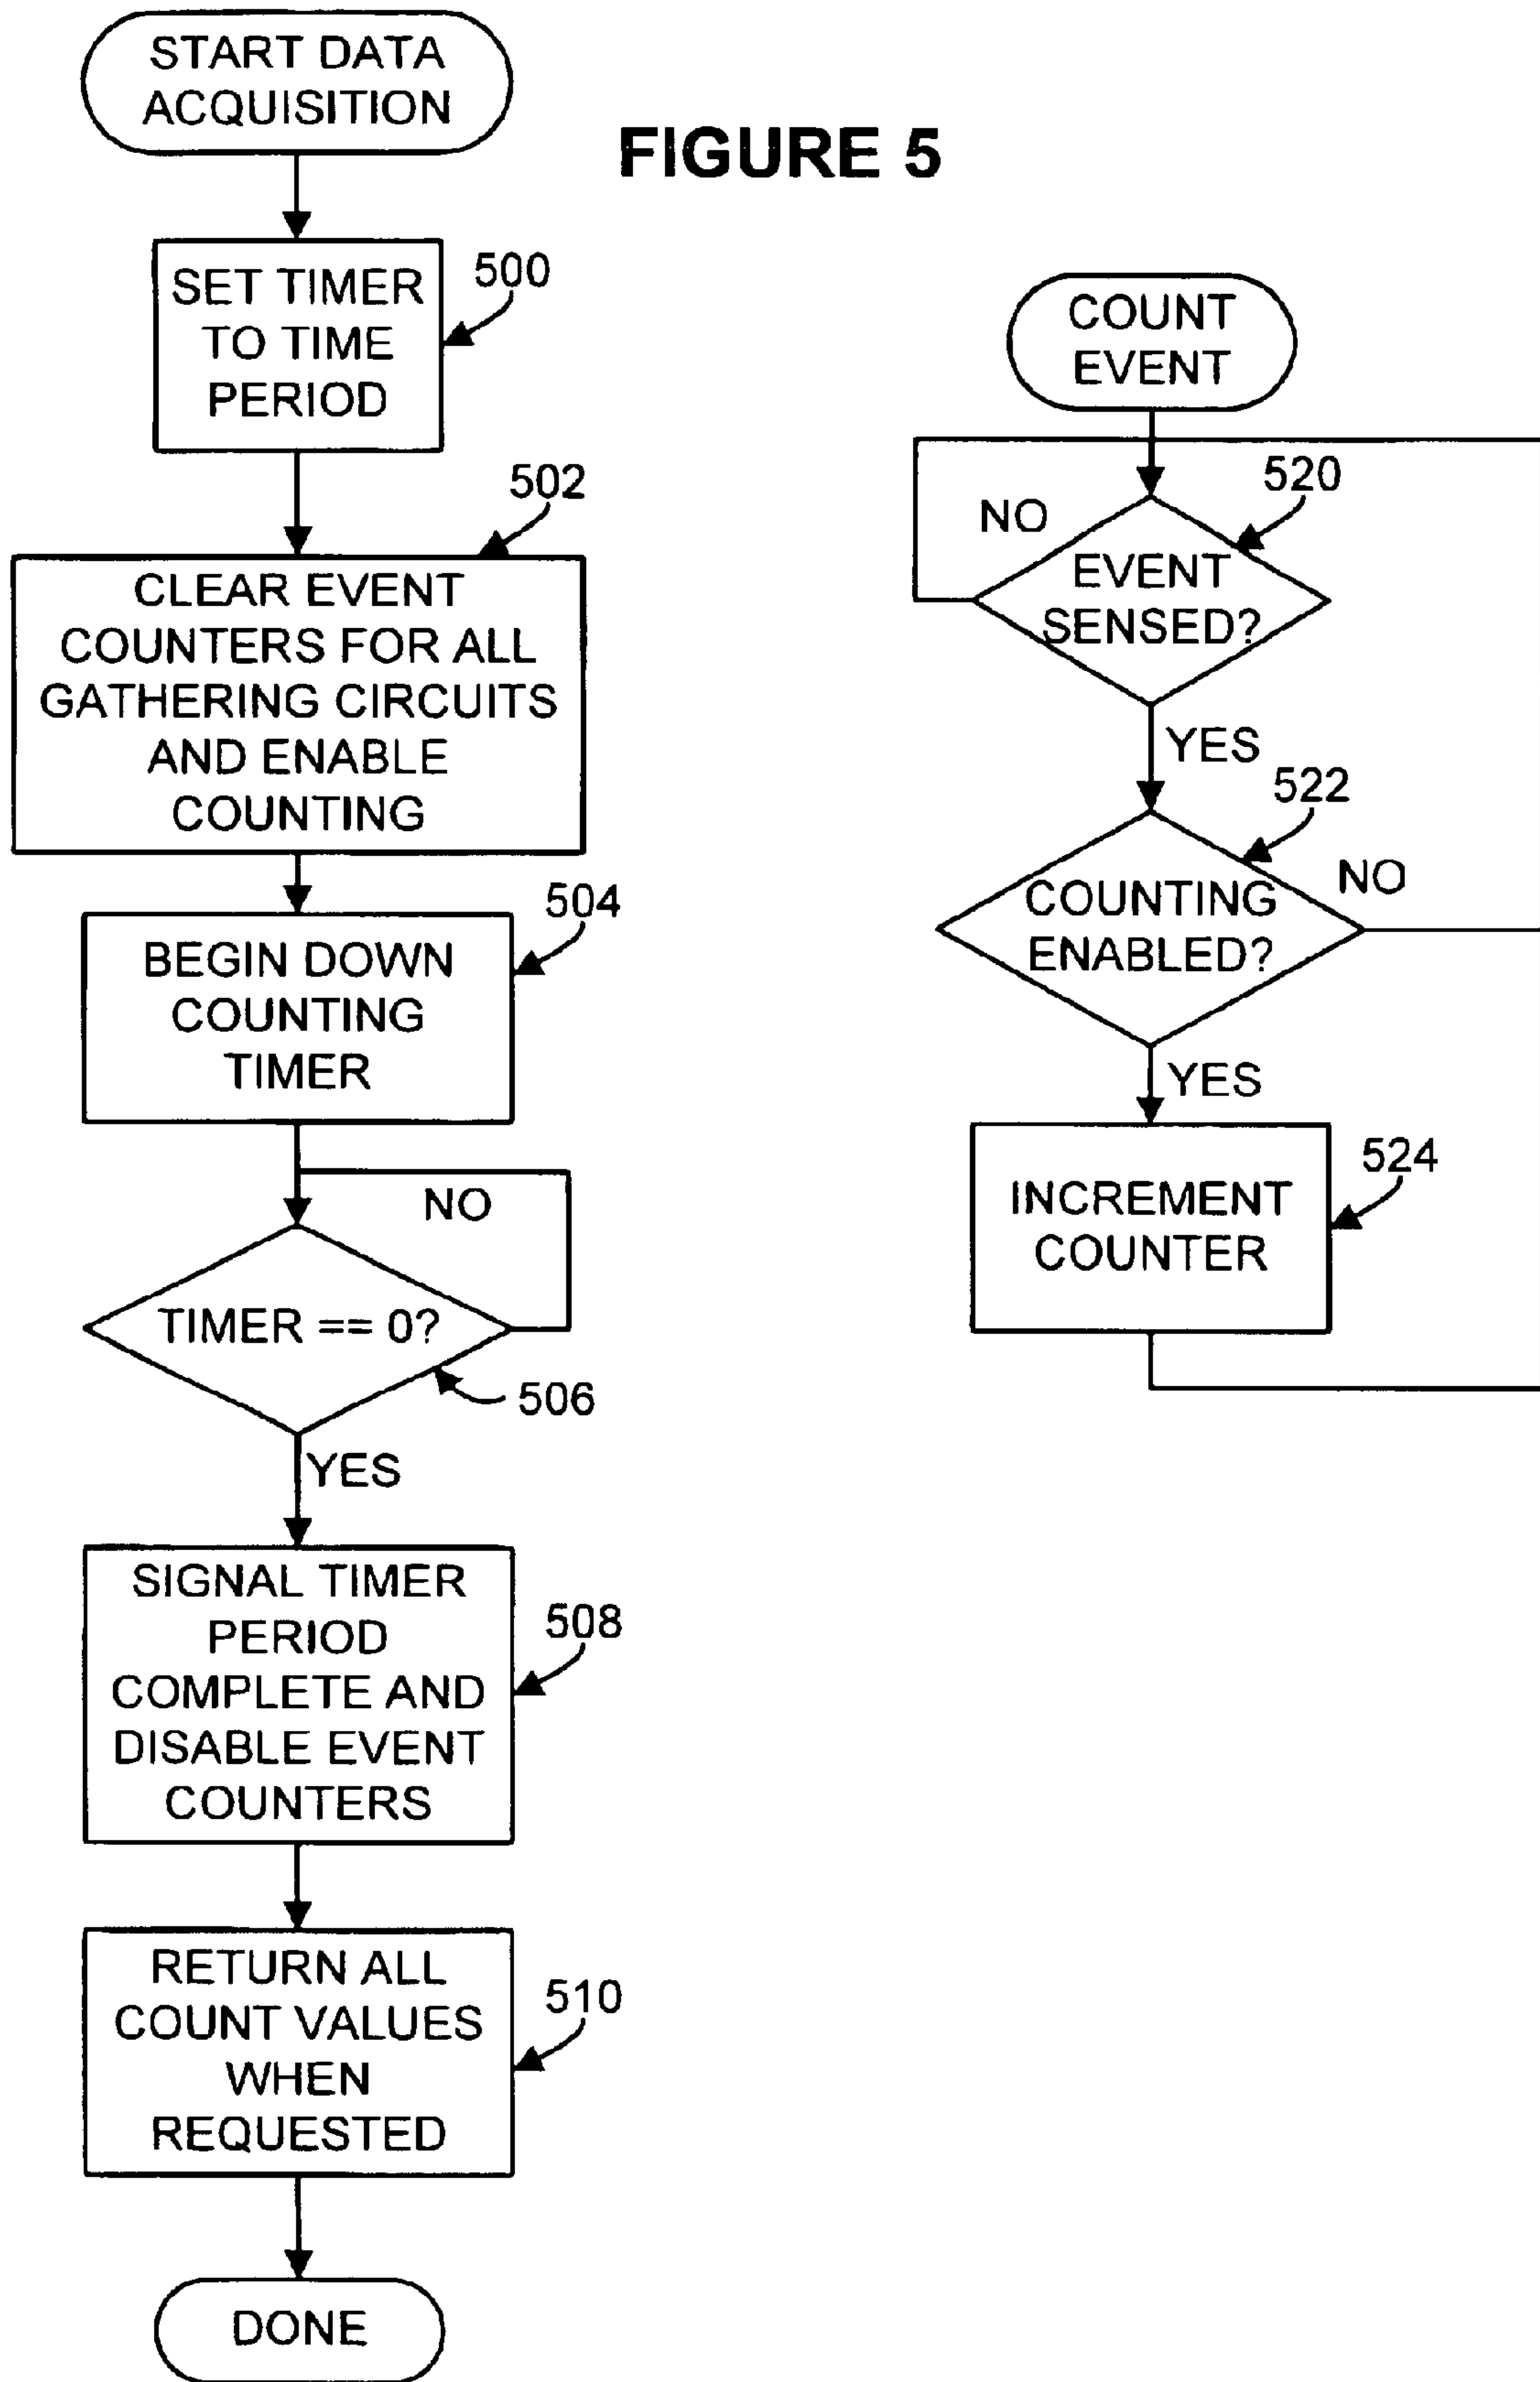 START DATA
ACQUISITION
FIGURE 5
SET TIMER
TO TIME
PERIOD
500
502
CLEAR EVENT
COUNTERS FOR ALL
GATHERING CIRCUITS
AND ENABLE
COUNTING
504
BEGIN DOWN
COUNTING
TIMER
NO
TIMER == 0?
506
YES
SIGNAL TIMER
PERIOD
COMPLETE AND
DISABLE EVENT
COUNTERS
508
RETURN ALL
COUNT VALUES
WHEN
REQUESTED
510
DONE
COUNT
EVENT
520
NO
EVENT
SENSED?
YES
522
NO
COUNTING
ENABLED?
YES
524
INCREMENT
COUNTER